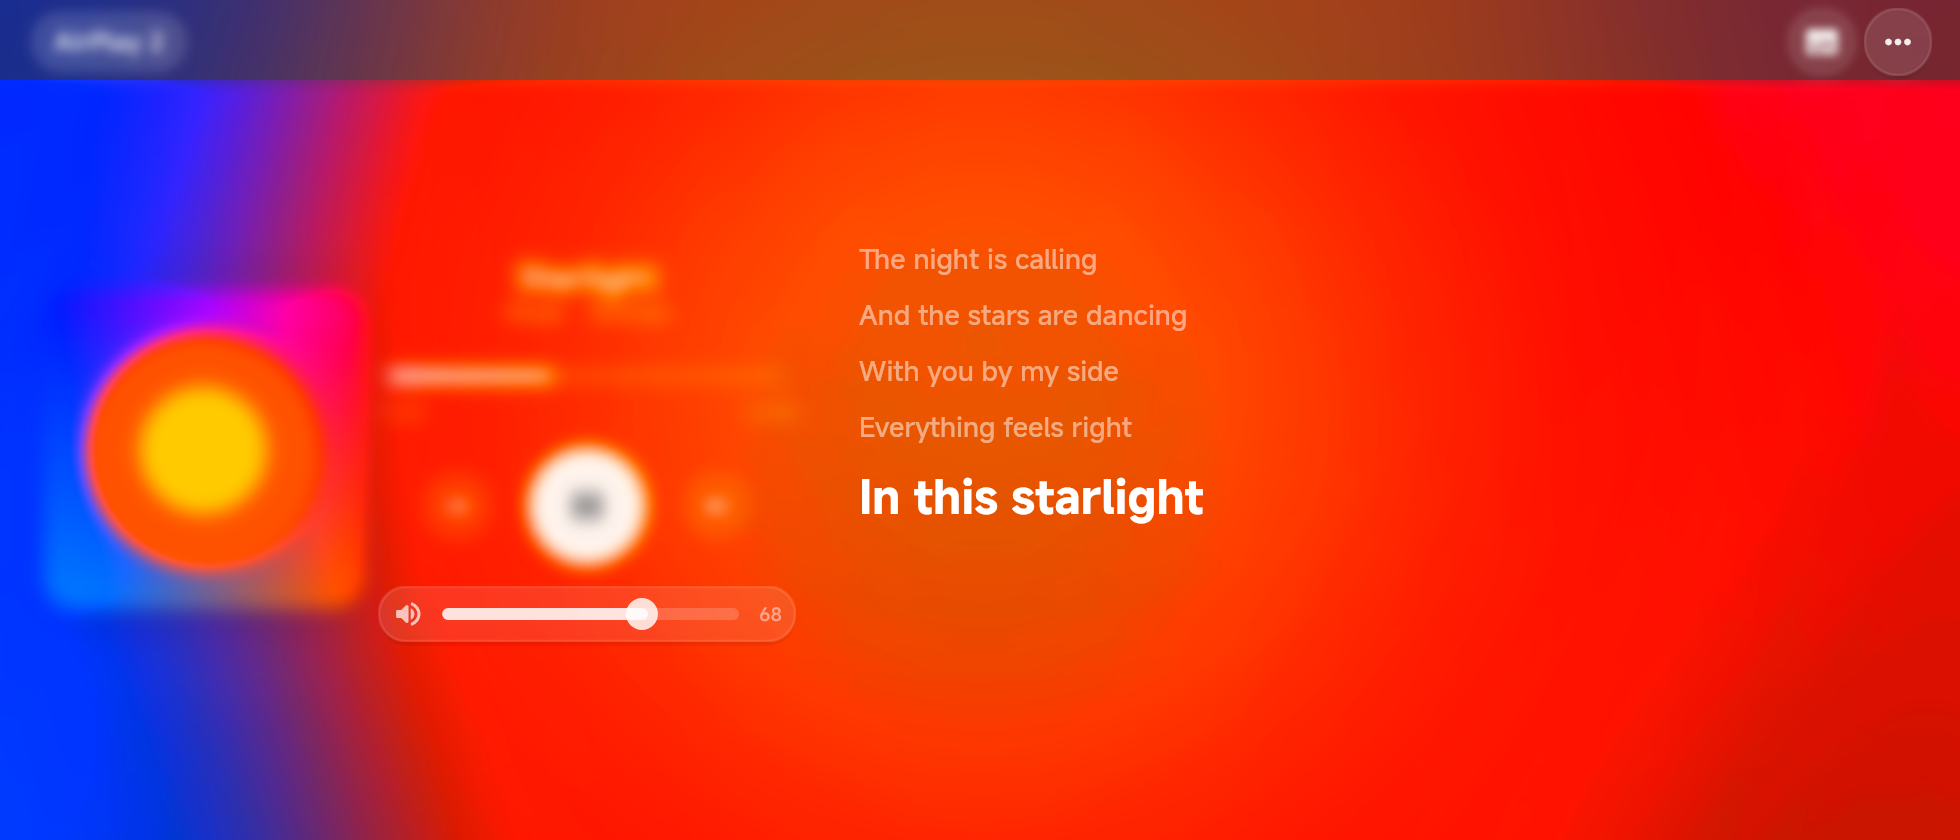 The night is calling
And the stars are dancing
With you by my side
Everything feels right
In this starlight
68